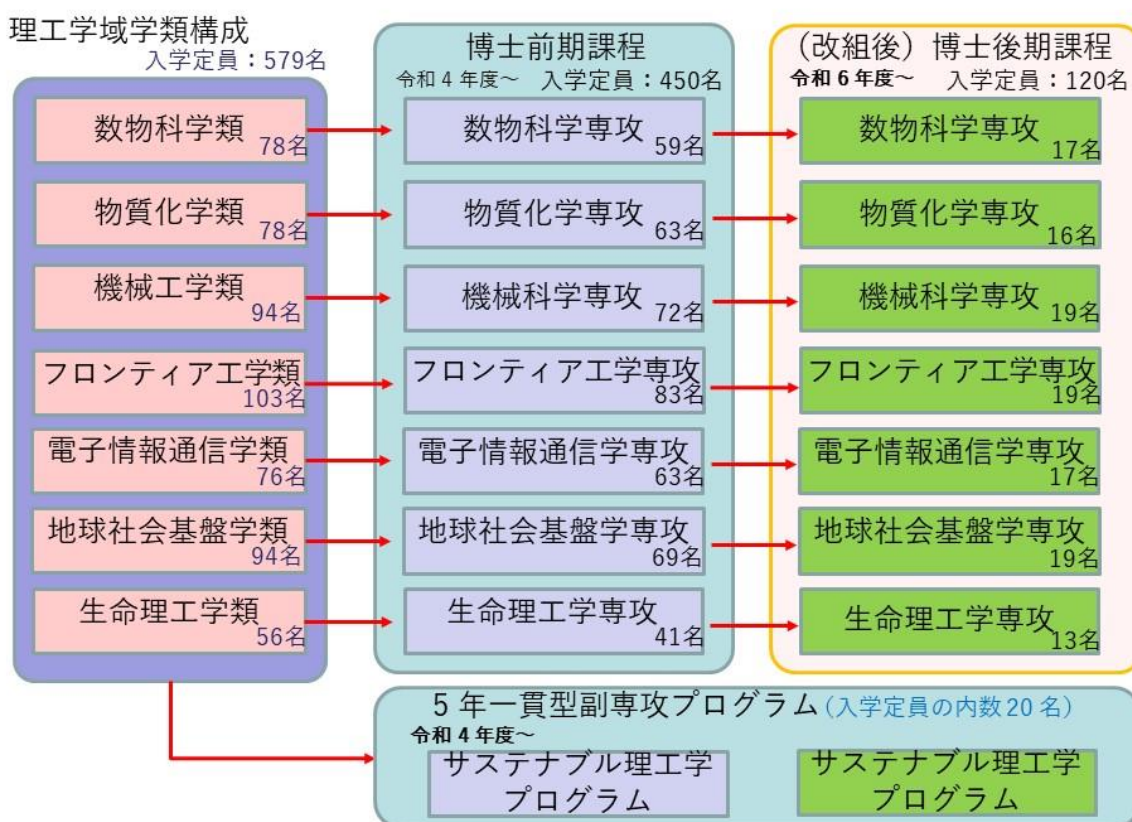 理工学域学類構成
入学定員：579名
数物科学類
78名
物質化学類
78名
機械工学類
94名
フロンティア工学類
103名
電子情報通信学類
76名
地球社会基盤学類
94名
生命理工学類
56名
博士前期課程
令和４年度～ 入学定員：450名
数物科学専攻
59名
物質化学専攻
63名
機械科学専攻
72名
フロンティア工学専攻
83名
電子情報通信学専攻
63名
地球社会基盤学専攻
69名
生命理工学専攻
41名
（改組後）博士後期課程
令和６年度～ 入学定員：120名
数物科学専攻
17名
物質化学専攻
16名
機械科学専攻
19名
フロンティア工学専攻
19名
電子情報通信学専攻
17名
地球社会基盤学専攻
19名
生命理工学専攻
13名
５年一貫型副専攻プログラム（入学定員の内数20名）
令和４年度～
サステナブル理工学
プログラム
サステナブル理工学
プログラム